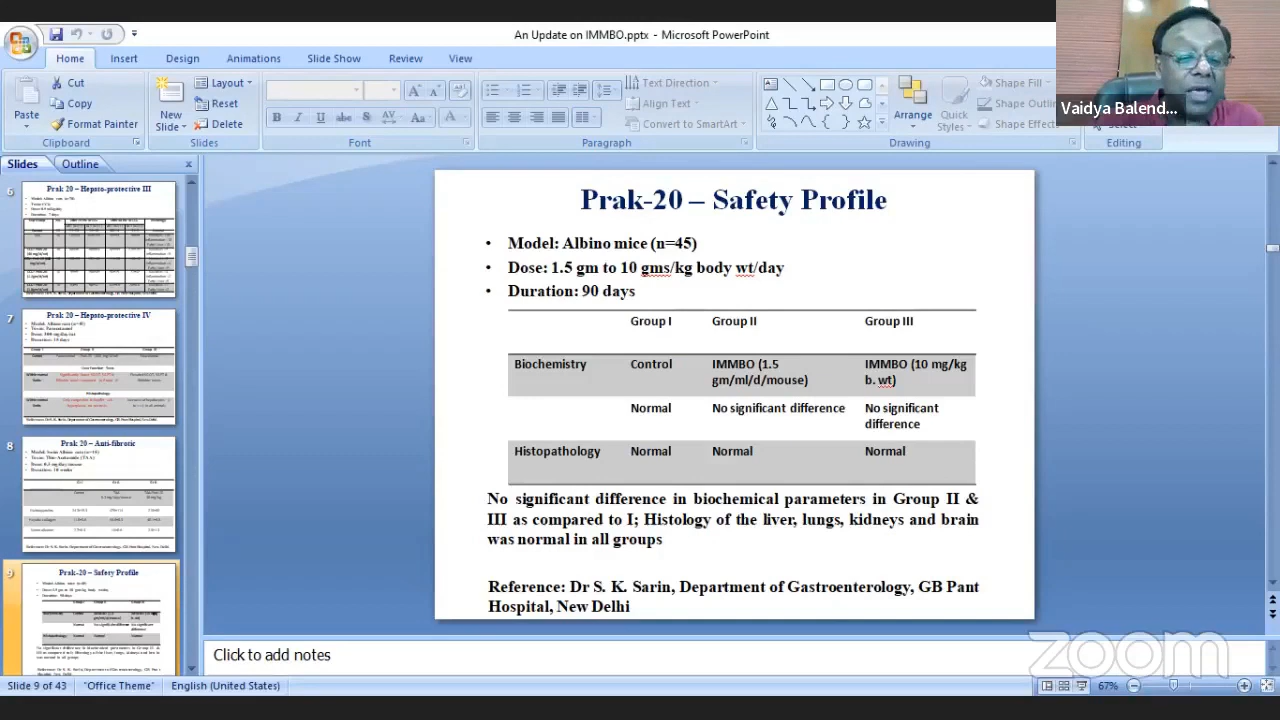 An Update on IMMBO.pptx - Microsoft PowerPoint
Home Insert Design Animations Slide Show Review View
Vaidya Balend...
Paste
Cut
Copy
Format Painter
Clipboard
New Slide
Layout
Reset
Delete
Slides
B I U abc S AV Aa A
Font
Text Direction
Align Text
Convert to SmartArt
Paragraph
Arrange
Quick Styles
Shape Fill
Shape Outli
Shape Effects
Drawing
Select
Editing
Slides Outline
6
Prak 20 – Hepato-protective III
7
Prak 20 – Hepato-protective IV
8
Prak 20 – Anti-fibrotic
9
Prak-20 – Safety Profile
Prak-20 – Safety Profile
• Model: Albino mice (n=45)
• Dose: 1.5 gm to 10 gms/kg body wt/day
• Duration: 90 days
Group I Group II Group III
Biochemistry Control IMMBO (1.5 gm/ml/d/mouse) IMMBO (10 mg/kg b. wt)
Normal No significant difference No significant difference
Histopathology Normal Normal Normal
No significant difference in biochemical parameters in Group II &
III as compared to I; Histology of the liver, lungs, kidneys and brain
was normal in all groups
Reference: Dr S. K. Sarin, Department of Gastroenterology, GB Pant
Hospital, New Delhi
Click to add notes
zoom
Slide 9 of 43 "Office Theme" English (United States) 67%